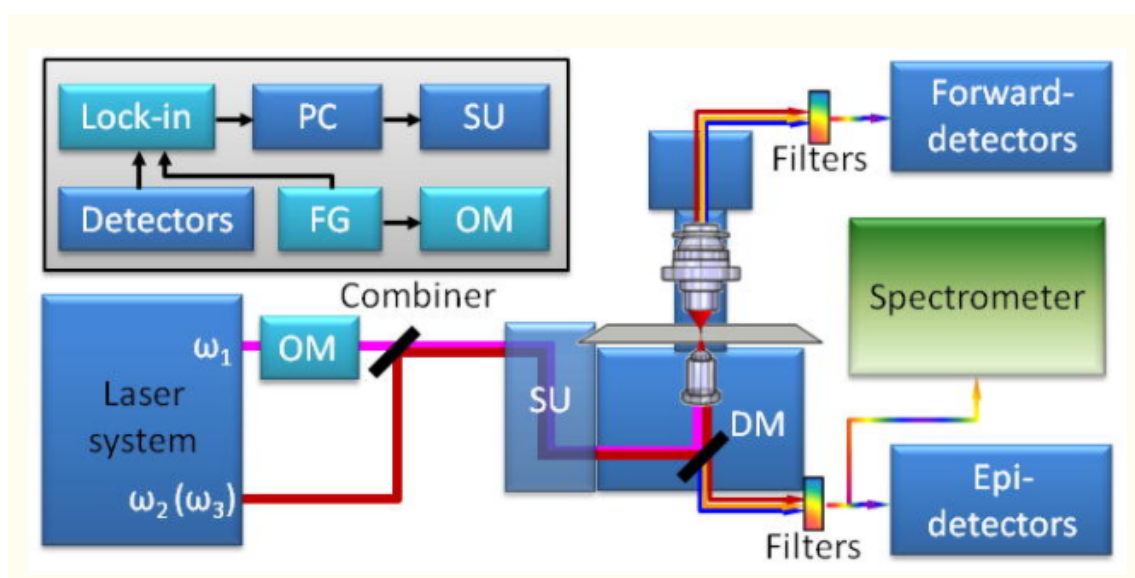 Lock-in
PC
SU
Detectors
FG
OM
Forward-
detectors
Filters
Combiner
Spectrometer
ω₁
OM
Laser
system
SU
DM
ω₂(ω₃)
Filters
Epi-
detectors